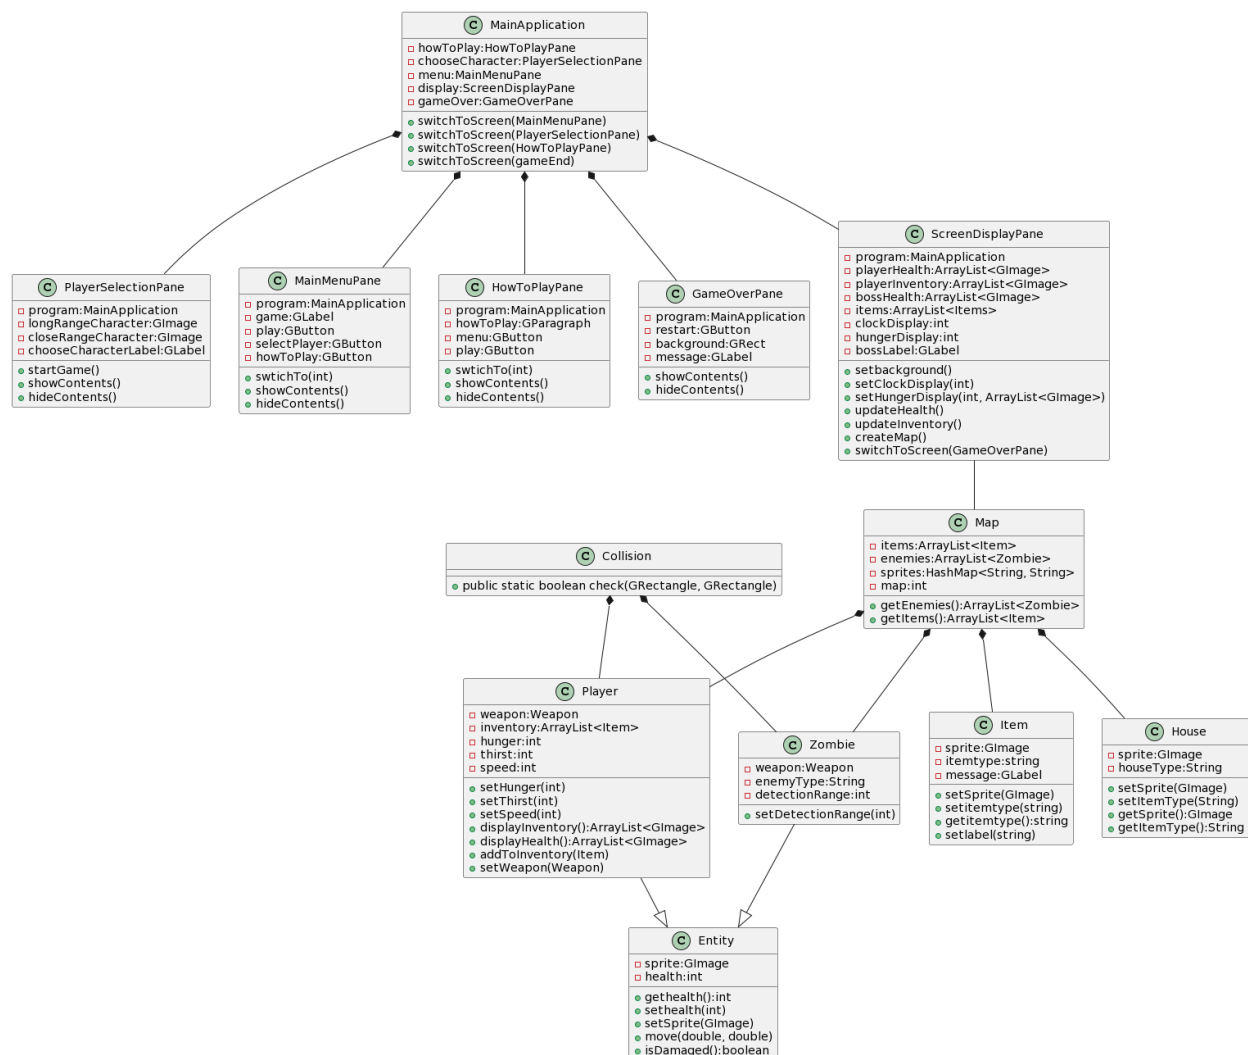 C MainApplication
howToPlay:HowToPlayPane
chooseCharacter:PlayerSelectionPane
menu:MainMenuPane
display:ScreenDisplayPane
gameOver:GameOverPane
switchToScreen(MainMenuPane)
switchToScreen(PlayerSelectionPane)
switchToScreen(HowToPlayPane)
switchToScreen(gameEnd)
C PlayerSelectionPane
program:MainApplication
longRangeCharacter:GImage
closeRangeCharacter:GImage
chooseCharacterLabel:GLabel
startGame()
showContents()
hideContents()
C MainMenuPane
program:MainApplication
game:GLabel
play:GButton
selectPlayer:GButton
howToPlay:GButton
swtichTo(int)
showContents()
hideContents()
C HowToPlayPane
program:MainApplication
howToPlay:GParagraph
menu:GButton
play:GButton
swtichTo(int)
showContents()
hideContents()
C GameOverPane
program:MainApplication
restart:GButton
background:GRect
message:GLabel
showContents()
hideContents()
C ScreenDisplayPane
program:MainApplication
playerHealth:ArrayList<GImage>
playerInventory:ArrayList<GImage>
bossHealth:ArrayList<GImage>
items:ArrayList<Items>
clockDisplay:int
hungerDisplay:int
bossLabel:GLabel
setbackground()
setClockDisplay(int)
setHungerDisplay(int, ArrayList<GImage>)
updateHealth()
updateInventory()
createMap()
switchToScreen(GameOverPane)
C Map
items:ArrayList<Item>
enemies:ArrayList<Zombie>
sprites:HashMap<String, String>
map:int
getEnemies():ArrayList<Zombie>
getItems():ArrayList<Item>
C Collision
public static boolean check(GRectangle, GRectangle)
C Player
weapon:Weapon
inventory:ArrayList<Item>
hunger:int
thirst:int
speed:int
setHunger(int)
setThirst(int)
setSpeed(int)
displayInventory():ArrayList<GImage>
displayHealth():ArrayList<GImage>
addToInventory(Item)
setWeapon(Weapon)
C Zombie
weapon:Weapon
enemyType:String
detectionRange:int
setDetectionRange(int)
C Item
sprite:GImage
itemtype:string
message:GLabel
setSprite(GImage)
setitemtype(string)
getitemtype():string
setlabel(string)
C House
sprite:GImage
houseType:String
setSprite(GImage)
setItemType(String)
getSprite():GImage
getItemType():String
C Entity
sprite:GImage
health:int
gethealth():int
sethealth(int)
setSprite(GImage)
move(double, double)
isDamaged():boolean